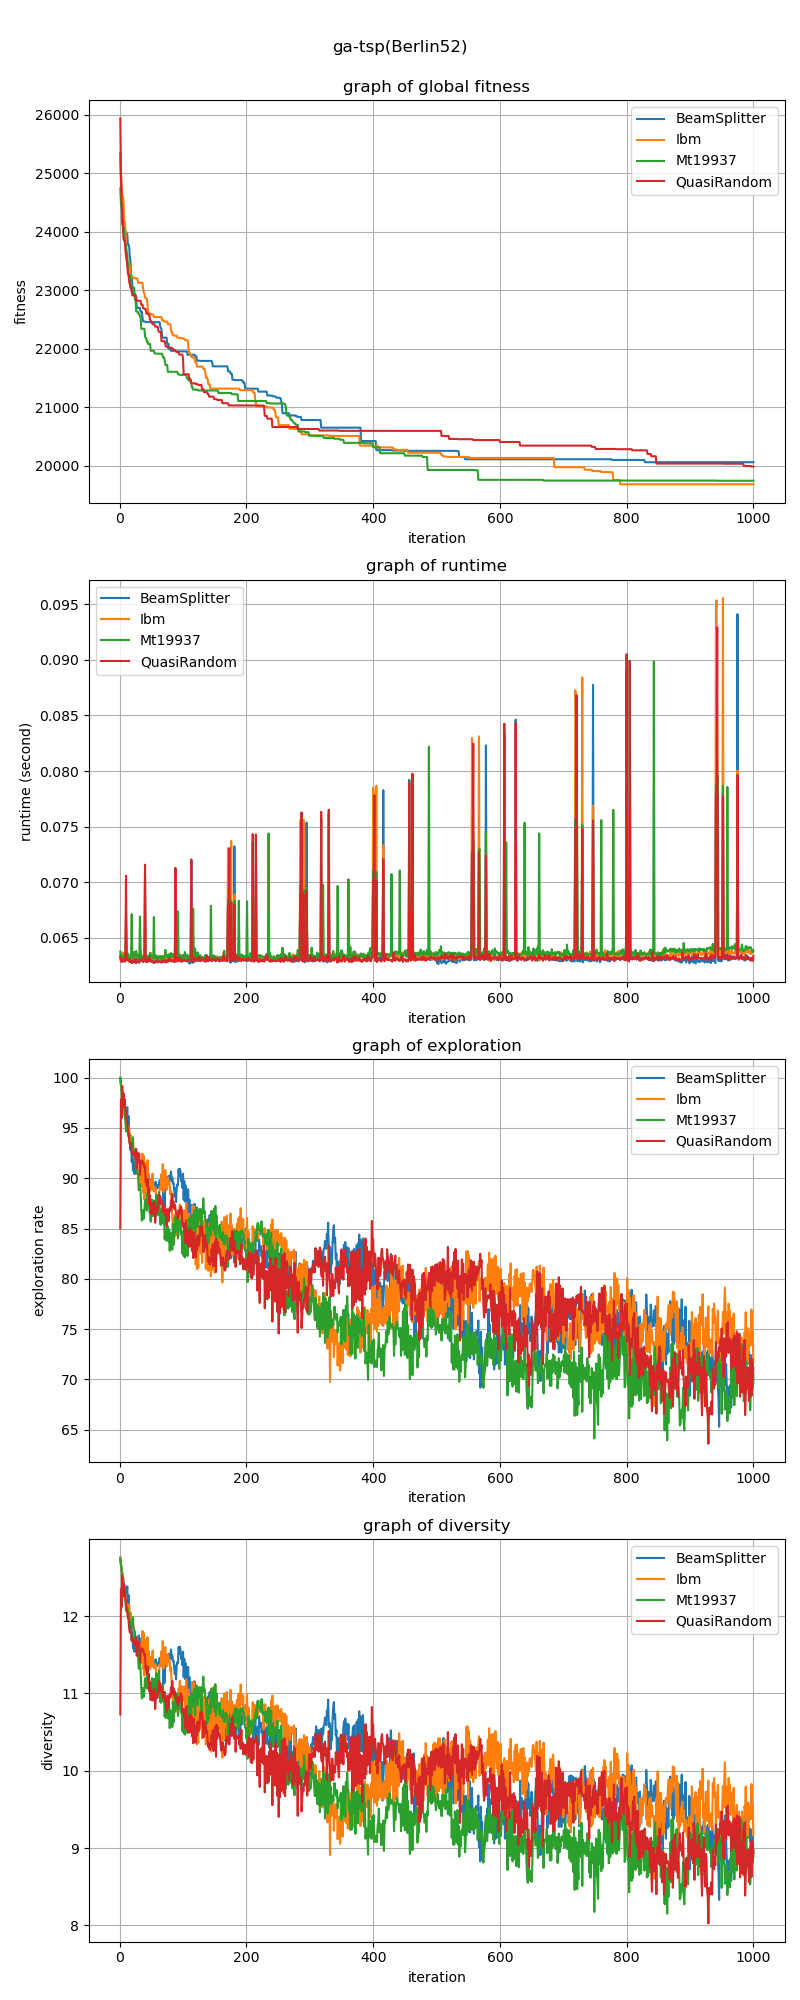 ga-tsp(Berlin52)
graph of global fitness
26000
25000
24000
23000
22000
21000
20000
fitness
0 200 400 600 800 1000
iteration
BeamSplitter
Ibm
Mt19937
QuasiRandom
graph of runtime
0.095
0.090
0.085
0.080
0.075
0.070
0.065
runtime (second)
0 200 400 600 800 1000
iteration
BeamSplitter
Ibm
Mt19937
QuasiRandom
graph of exploration
100
95
90
85
80
75
70
65
exploration rate
0 200 400 600 800 1000
iteration
BeamSplitter
Ibm
Mt19937
QuasiRandom
graph of diversity
12
11
10
9
8
diversity
0 200 400 600 800 1000
iteration
BeamSplitter
Ibm
Mt19937
QuasiRandom